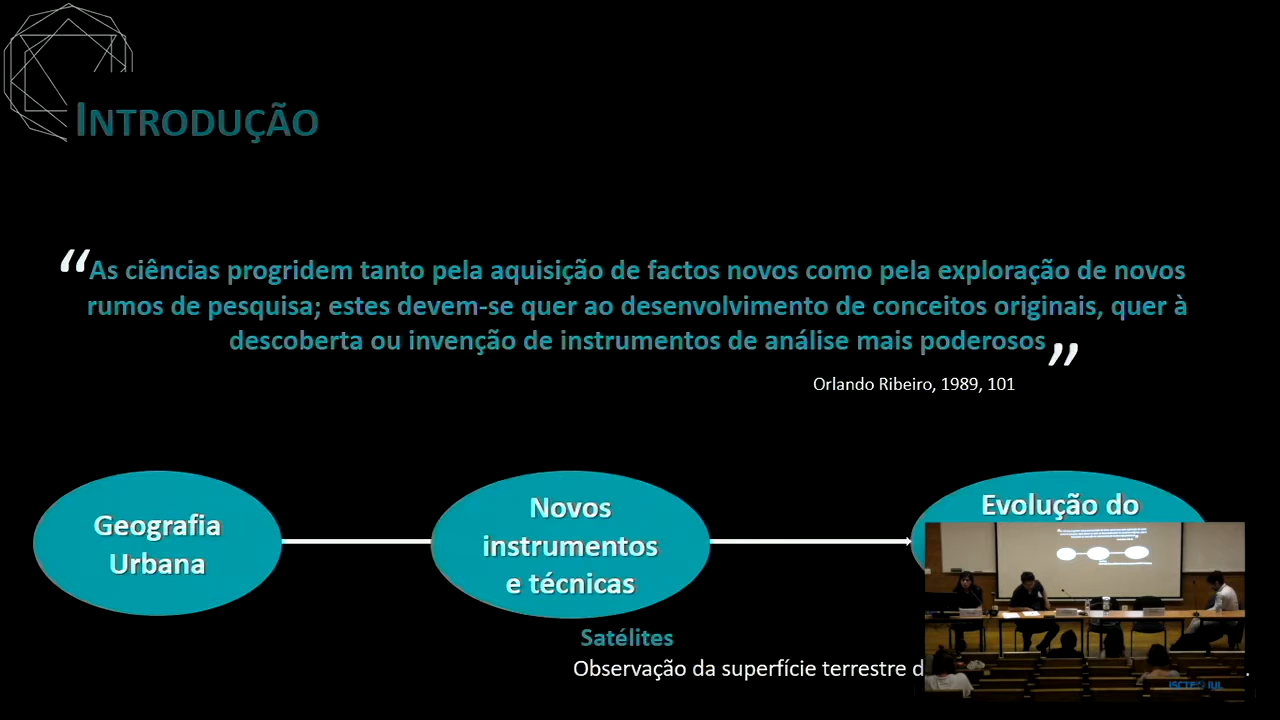 INTRODUÇÃO
“As ciências progridem tanto pela aquisição de factos novos como pela exploração de novos
rumos de pesquisa; estes devem-se quer ao desenvolvimento de conceitos originais, quer à
descoberta ou invenção de instrumentos de análise mais poderosos”
Orlando Ribeiro, 1989, 101
Geografia
Urbana
Novos
instrumentos
e técnicas
Evolução do
Satélites
Observação da superfície terrestre d
ISCTE IUL